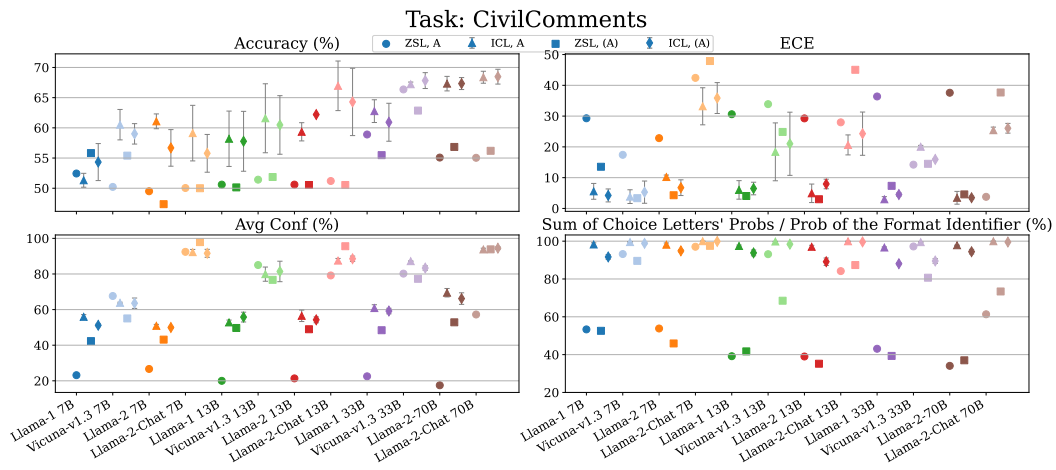 Task: CivilComments
ZSL, A
ICL, A
ZSL, (A)
ICL, (A)
Accuracy (%)
70
65
60
55
50
ECE
50
40
30
20
10
0
Avg Conf (%)
100
80
60
40
20
Sum of Choice Letters' Probs / Prob of the Format Identifier (%)
100
80
60
40
20
Llama-1 7B
Vicuna-v1.3 7B
Llama-2 7B
Llama-2-Chat 7B
Llama-1 13B
Vicuna-v1.3 13B
Llama-2 13B
Llama-2-Chat 13B
Llama-1 33B
Vicuna-v1.3 33B
Llama-2-70B
Llama-2-Chat 70B
Llama-1 7B
Vicuna-v1.3 7B
Llama-2 7B
Llama-2-Chat 7B
Llama-1 13B
Vicuna-v1.3 13B
Llama-2 13B
Llama-2-Chat 13B
Llama-1 33B
Vicuna-v1.3 33B
Llama-2-70B
Llama-2-Chat 70B